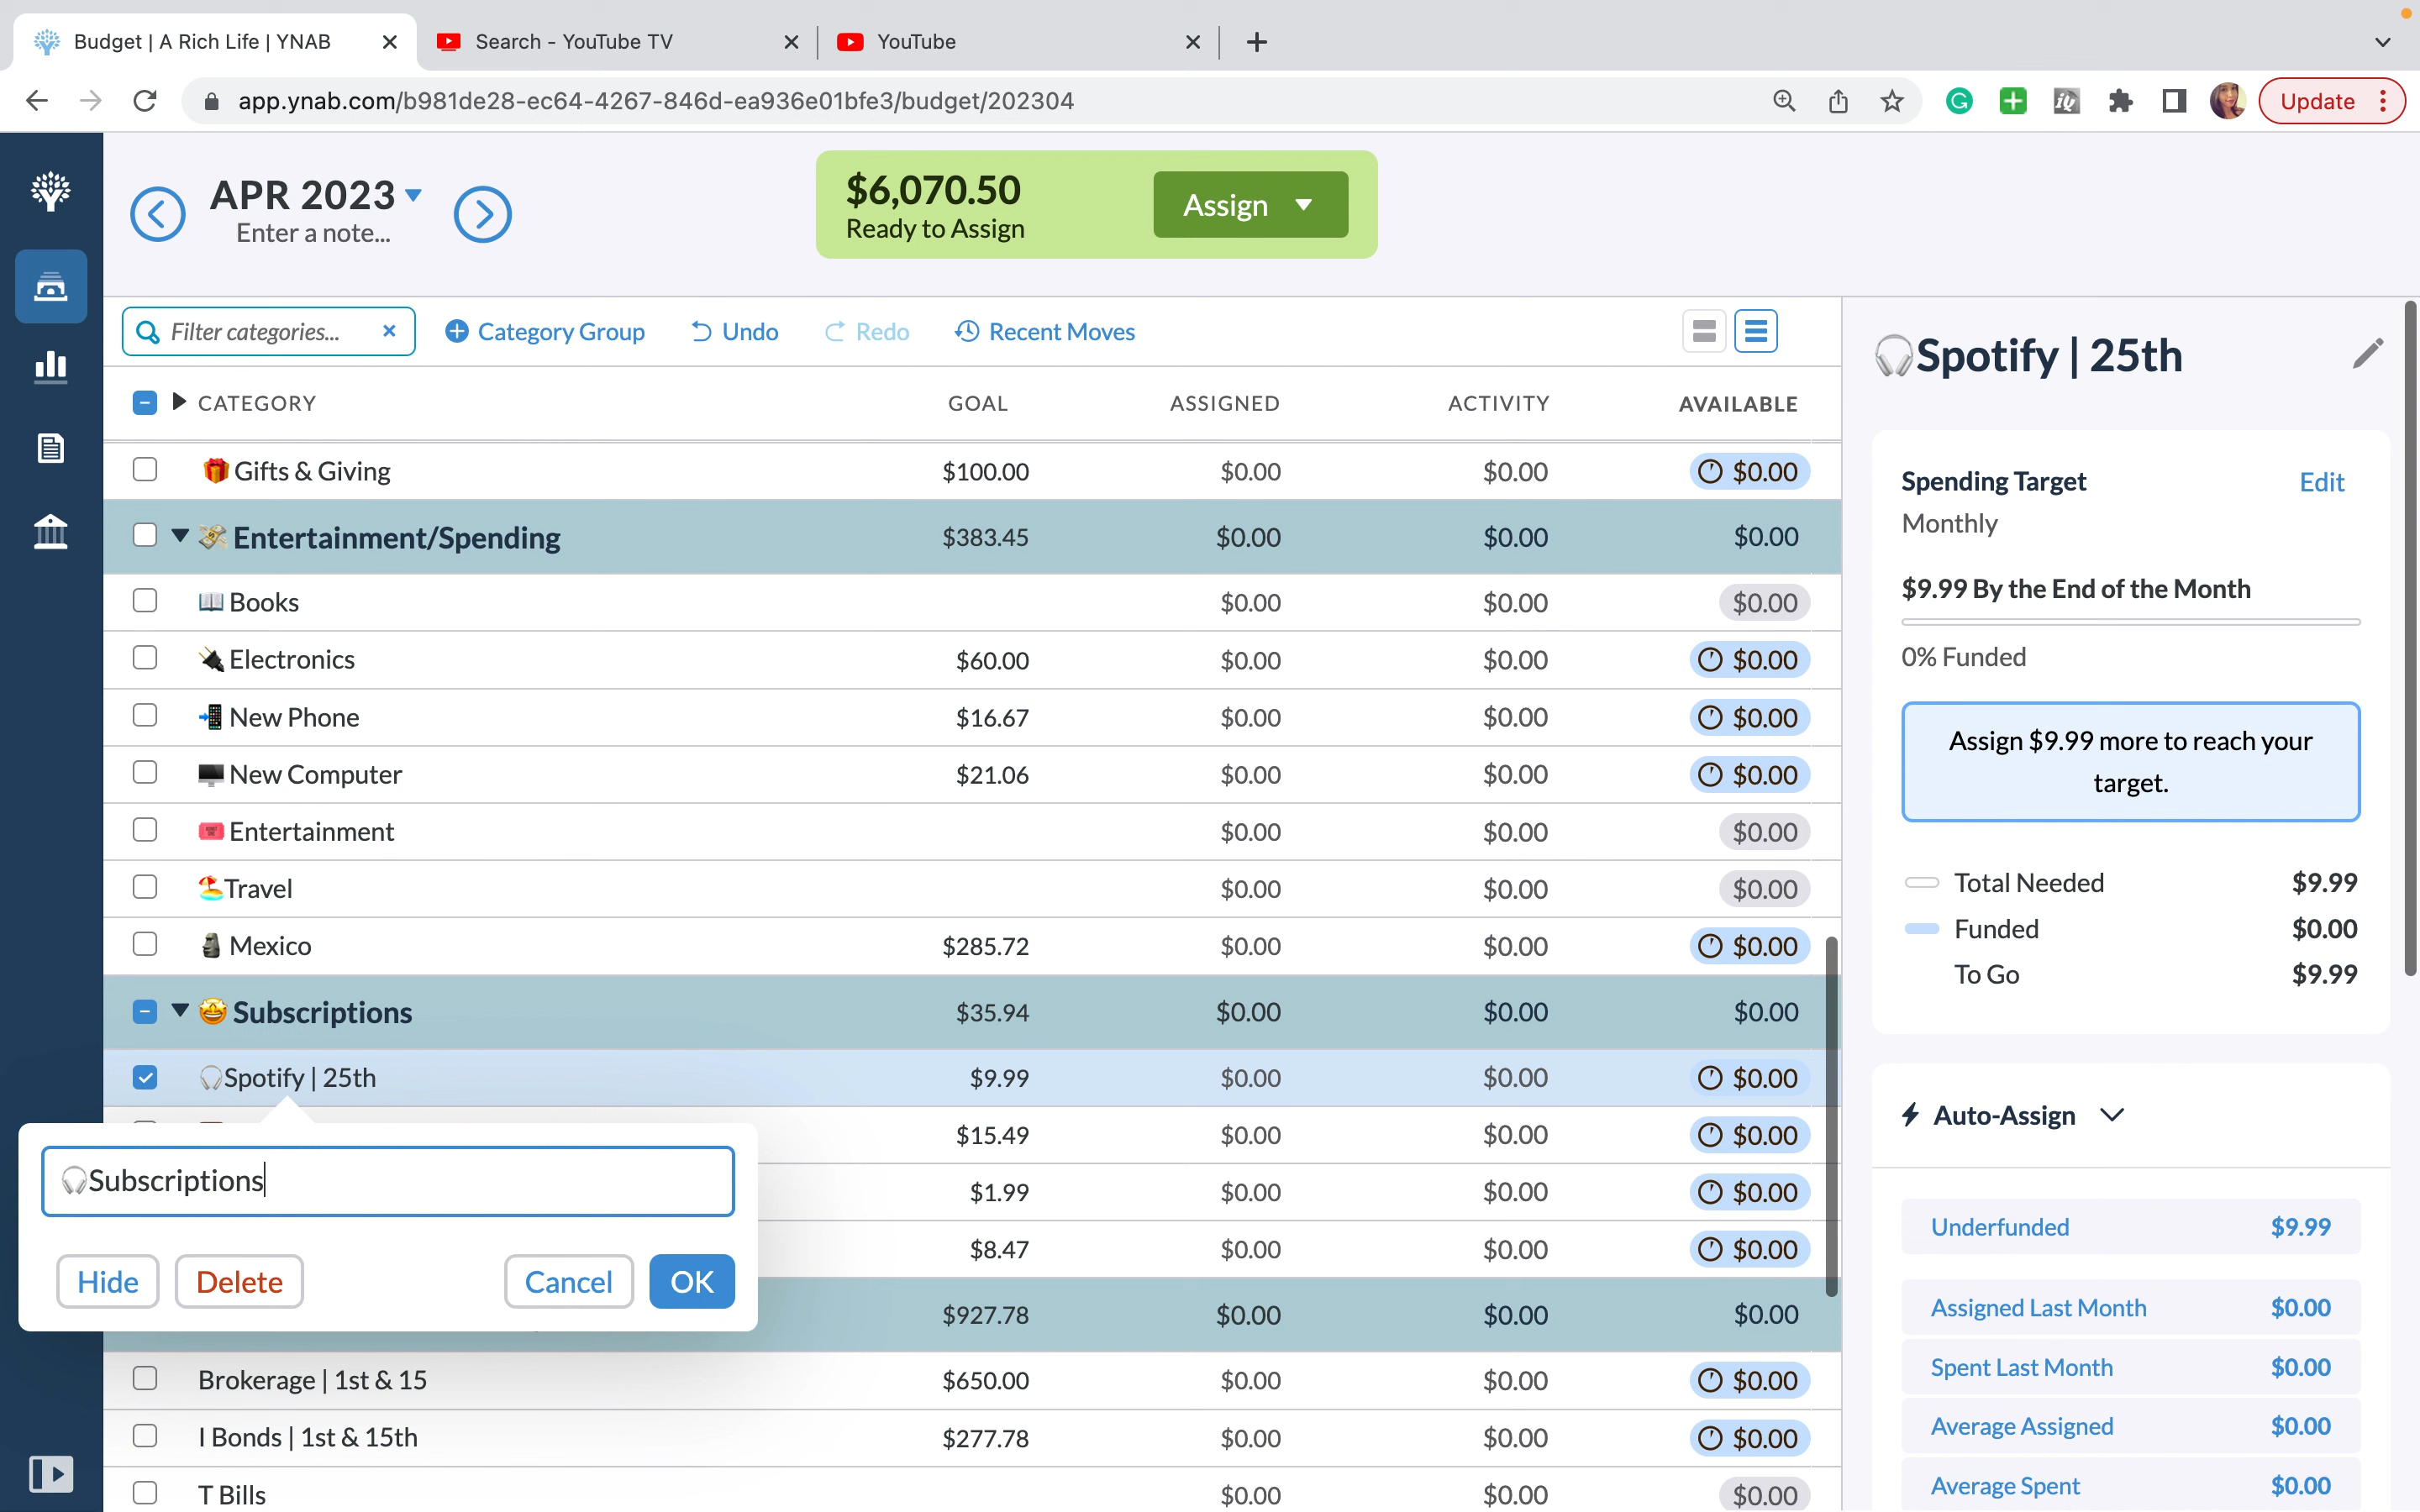 Budget | A Rich Life | YNAB
Search - YouTube TV
YouTube
app.ynab.com/b981de28-ec64-4267-846d-ea936e01bfe3/budget/202304
Update
APR 2023
Enter a note...
$6,070.50
Ready to Assign
Assign
Filter categories...
Category Group
Undo
Redo
Recent Moves
CATEGORY GOAL ASSIGNED ACTIVITY AVAILABLE
Gifts & Giving $100.00 $0.00 $0.00 $0.00
Entertainment/Spending $383.45 $0.00 $0.00 $0.00
Books $0.00 $0.00 $0.00
Electronics $60.00 $0.00 $0.00 $0.00
New Phone $16.67 $0.00 $0.00 $0.00
New Computer $21.06 $0.00 $0.00 $0.00
Entertainment $0.00 $0.00 $0.00
Travel $0.00 $0.00 $0.00
Mexico $285.72 $0.00 $0.00 $0.00
Subscriptions $35.94 $0.00 $0.00 $0.00
Spotify | 25th $9.99 $0.00 $0.00 $0.00
$15.49 $0.00 $0.00 $0.00
$1.99 $0.00 $0.00 $0.00
$8.47 $0.00 $0.00 $0.00
$927.78 $0.00 $0.00 $0.00
Subscriptions
Hide
Delete
Cancel
OK
Brokerage | 1st & 15 $650.00 $0.00 $0.00 $0.00
I Bonds | 1st & 15th $277.78 $0.00 $0.00 $0.00
T Bills $0.00 $0.00 $0.00
Spotify | 25th
Spending Target
Edit
Monthly
$9.99 By the End of the Month
0% Funded
Assign $9.99 more to reach your
target.
Total Needed $9.99
Funded $0.00
To Go $9.99
Auto-Assign
Underfunded $9.99
Assigned Last Month $0.00
Spent Last Month $0.00
Average Assigned $0.00
Average Spent $0.00